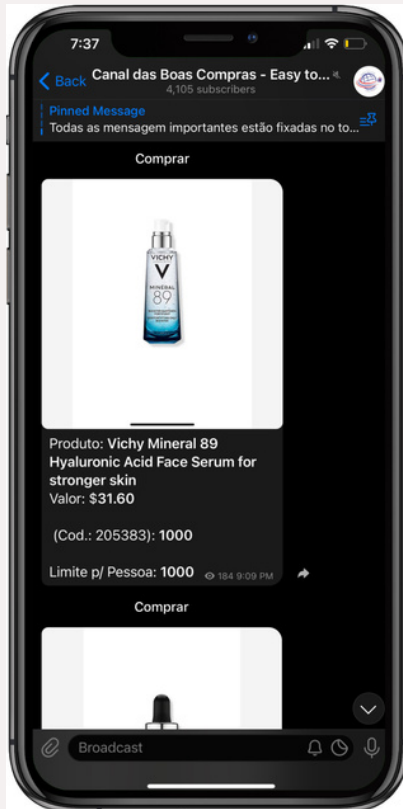 7:37
Back
Canal das Boas Compras - Easy to...
4,105 subscribers
Pinned Message
Todas as mensagem importantes estão fixadas no to...
Comprar
VICHY
V
MINERAL
89
Produto: Vichy Mineral 89
Hyaluronic Acid Face Serum for
stronger skin
Valor: $31.60
(Cod.: 205383): 1000
Limite p/ Pessoa: 1000
184 9:09 PM
Comprar
Broadcast